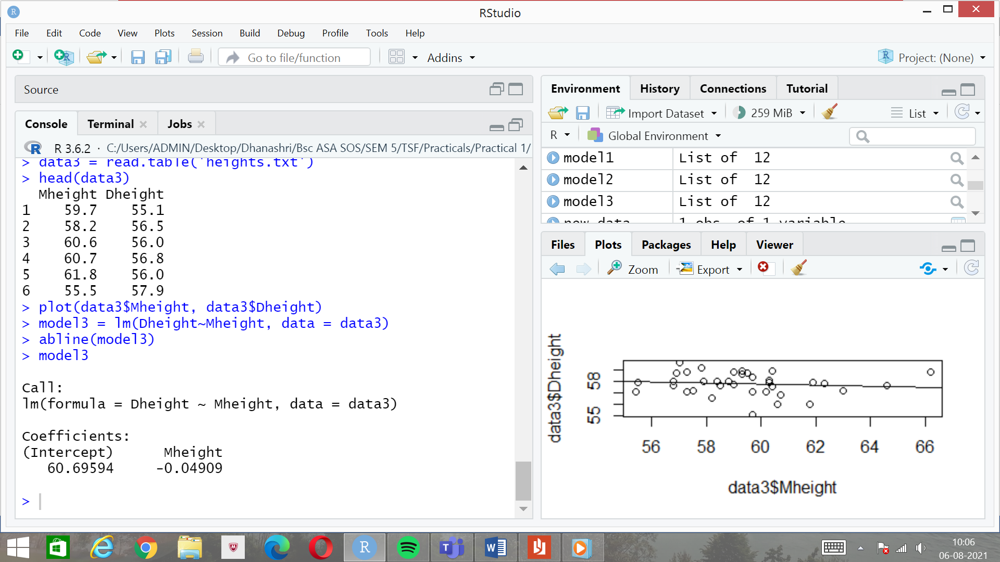 RStudio
File Edit Code View Plots Session Build Debug Profile Tools Help
Go to file/function Addins Project: (None)
Source
Console Terminal Jobs
R 3.6.2 · C:/Users/ADMIN/Desktop/Dhanashri/Bsc ASA SOS/SEM 5/TSF/Practicals/Practical 1/
> data3 = read.table('heights.txt')
> head(data3)
Mheight Dheight
1 59.7 55.1
2 58.2 56.5
3 60.6 56.0
4 60.7 56.8
5 61.8 56.0
6 55.5 57.9
> plot(data3$Mheight, data3$Dheight)
> model3 = lm(Dheight~Mheight, data = data3)
> abline(model3)
> model3
Call:
lm(formula = Dheight ~ Mheight, data = data3)
Coefficients:
(Intercept) Mheight
60.69594 -0.04909
>
Environment History Connections Tutorial
Import Dataset 259 MiB List
R Global Environment
model1 List of 12
model2 List of 12
model3 List of 12
new data 1 obs. of 1 variable
Files Plots Packages Help Viewer
Zoom Export
data3$Dheight
58
55
56 58 60 62 64 66
data3$Mheight
10:06
06-08-2021